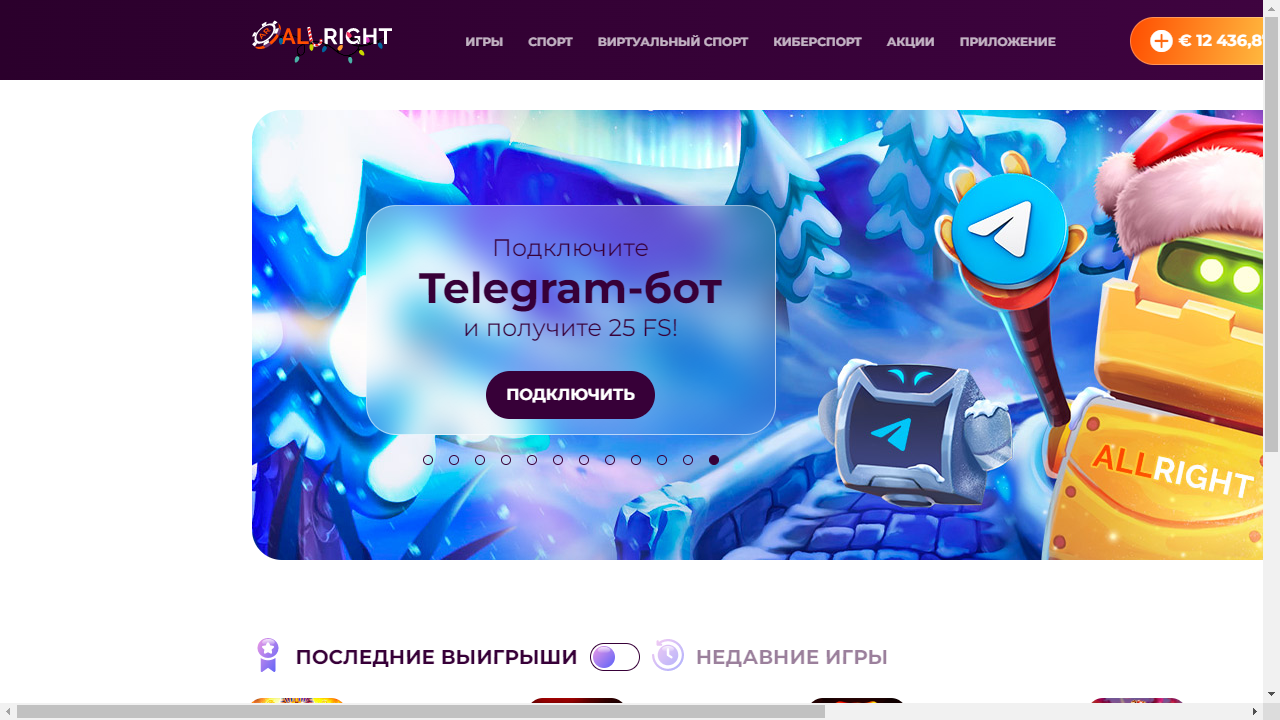 ALLRIGHT
ИГРЫ СПОРТ ВИРТУАЛЬНЫЙ СПОРТ КИБЕРСПОРТ АКЦИИ ПРИЛОЖЕНИЕ
€ 12 436,8
Подключите
Telegram-бот
и получите 25 FS!
ПОДКЛЮЧИТЬ
ALLRIGHT
ПОСЛЕДНИЕ ВЫИГРЫШИ
НЕДАВНИЕ ИГРЫ